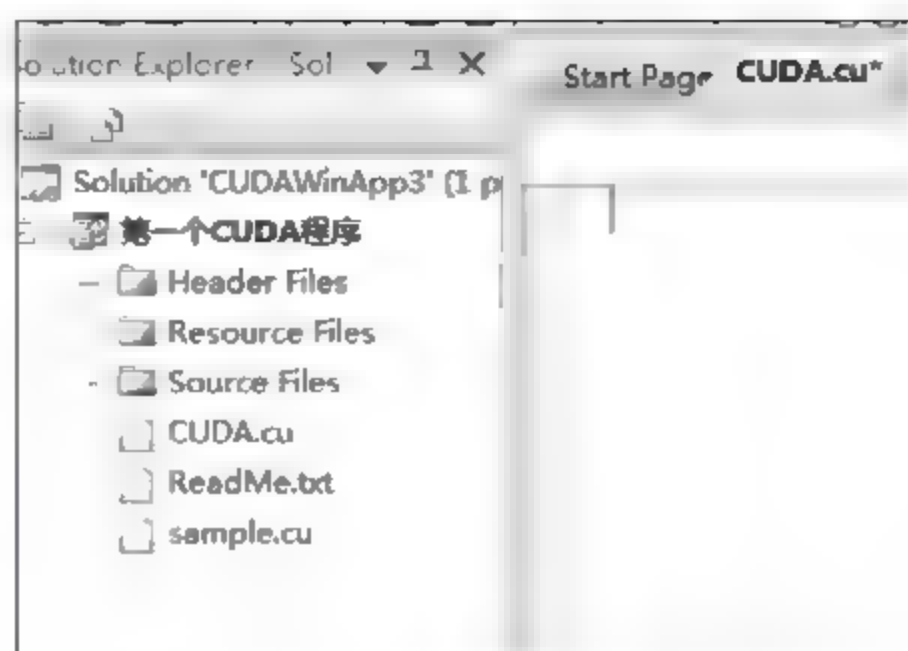 Solution Explorer Sol
Start Page CUDA.cu*
Solution 'CUDAWinApp3' (1 p
第一个CUDA程序
Header Files
Resource Files
Source Files
CUDA.cu
ReadMe.txt
sample.cu